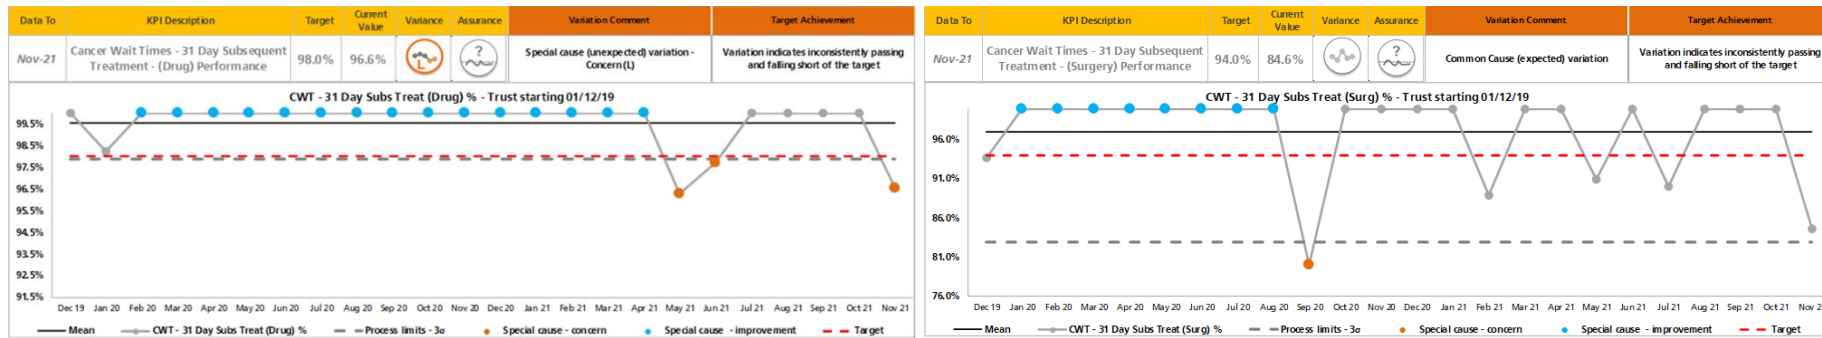 Data To KPI Description Target Current Value Variance Assurance Variation Comment Target Achievement
Nov-21 Cancer Wait Times - 31 Day Subsequent Treatment - (Drug) Performance 98.0% 96.6% L ? Special cause (unexpected) variation - Concern (L) Variation indicates inconsistently passing and falling short of the target
CWT - 31 Day Subs Treat (Drug) % - Trust starting 01/12/19
99.5%
98.5%
97.5%
96.5%
95.5%
94.5%
93.5%
92.5%
91.5%
Dec 19 Jan 20 Feb 20 Mar 20 Apr 20 May 20 Jun 20 Jul 20 Aug 20 Sep 20 Oct 20 Nov 20 Dec 20 Jan 21 Feb 21 Mar 21 Apr 21 May 21 Jun 21 Jul 21 Aug 21 Sep 21 Oct 21 Nov 21
Mean CWT - 31 Day Subs Treat (Drug) % Process limits - 3σ Special cause - concern Special cause - improvement Target
Data To KPI Description Target Current Value Variance Assurance Variation Comment Target Achievement
Nov-21 Cancer Wait Times - 31 Day Subsequent Treatment - (Surgery) Performance 94.0% 84.6% ? Common Cause (expected) variation Variation indicates inconsistently passing and falling short of the target
CWT - 31 Day Subs Treat (Surg) % - Trust starting 01/12/19
96.0%
91.0%
86.0%
81.0%
76.0%
Dec 19 Jan 20 Feb 20 Mar 20 Apr 20 May 20 Jun 20 Jul 20 Aug 20 Sep 20 Oct 20 Nov 20 Dec 20 Jan 21 Feb 21 Mar 21 Apr 21 May 21 Jun 21 Jul 21 Aug 21 Sep 21 Oct 21 Nov 2
Mean CWT - 31 Day Subs Treat (Surg) % Process limits - 3σ Special cause - concern Special cause - improvement Target